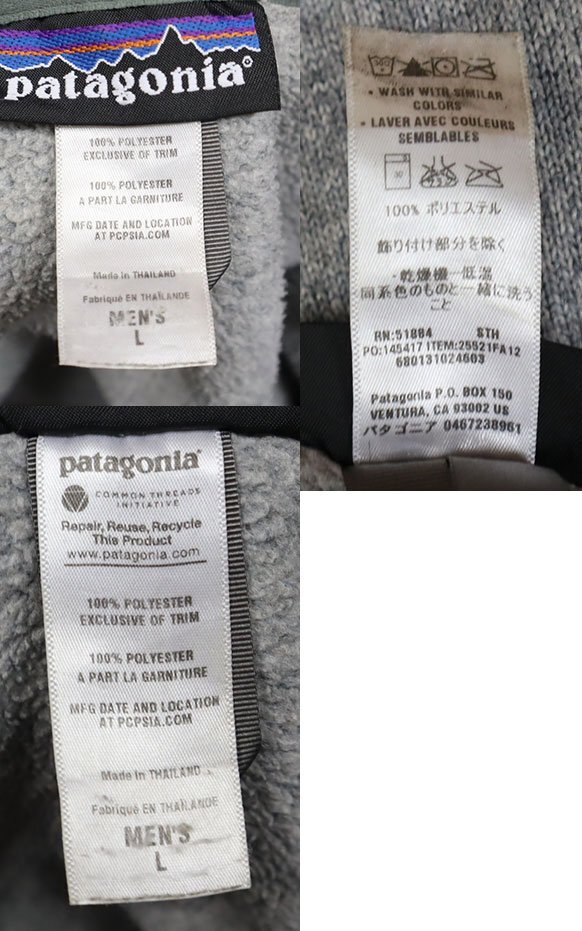 patagonia®
100% POLYESTER
EXCLUSIVE OF TRIM
100% POLYESTER
A PART LA GARNITURE
MFG DATE AND LOCATION
AT PCPSIA.COM
Made in THAILAND
Fabriqué EN THAÏLANDE
MEN'S
L
• WASH WITH SIMILAR
COLORS
• LAVER AVEC COULEURS
SEMBLABLES
100% ポリエステル
飾り付け部分を除く
・乾燥機－低温
同系色のものと一緒に洗う
こと
RN:51884 STH
PO:145417 ITEM:25521FA12
680131024603
Patagonia P.O. BOX 150
VENTURA, CA 93002 US
パタゴニア 0467238961
patagonia®
COMMON THREADS
INITIATIVE
Repair, Reuse, Recycle
This Product
www.patagonia.com
100% POLYESTER
EXCLUSIVE OF TRIM
100% POLYESTER
A PART LA GARNITURE
MFG DATE AND LOCATION
AT PCPSIA.COM
Made in THAILAND
Fabriqué EN THAÏLANDE
MEN'S
L